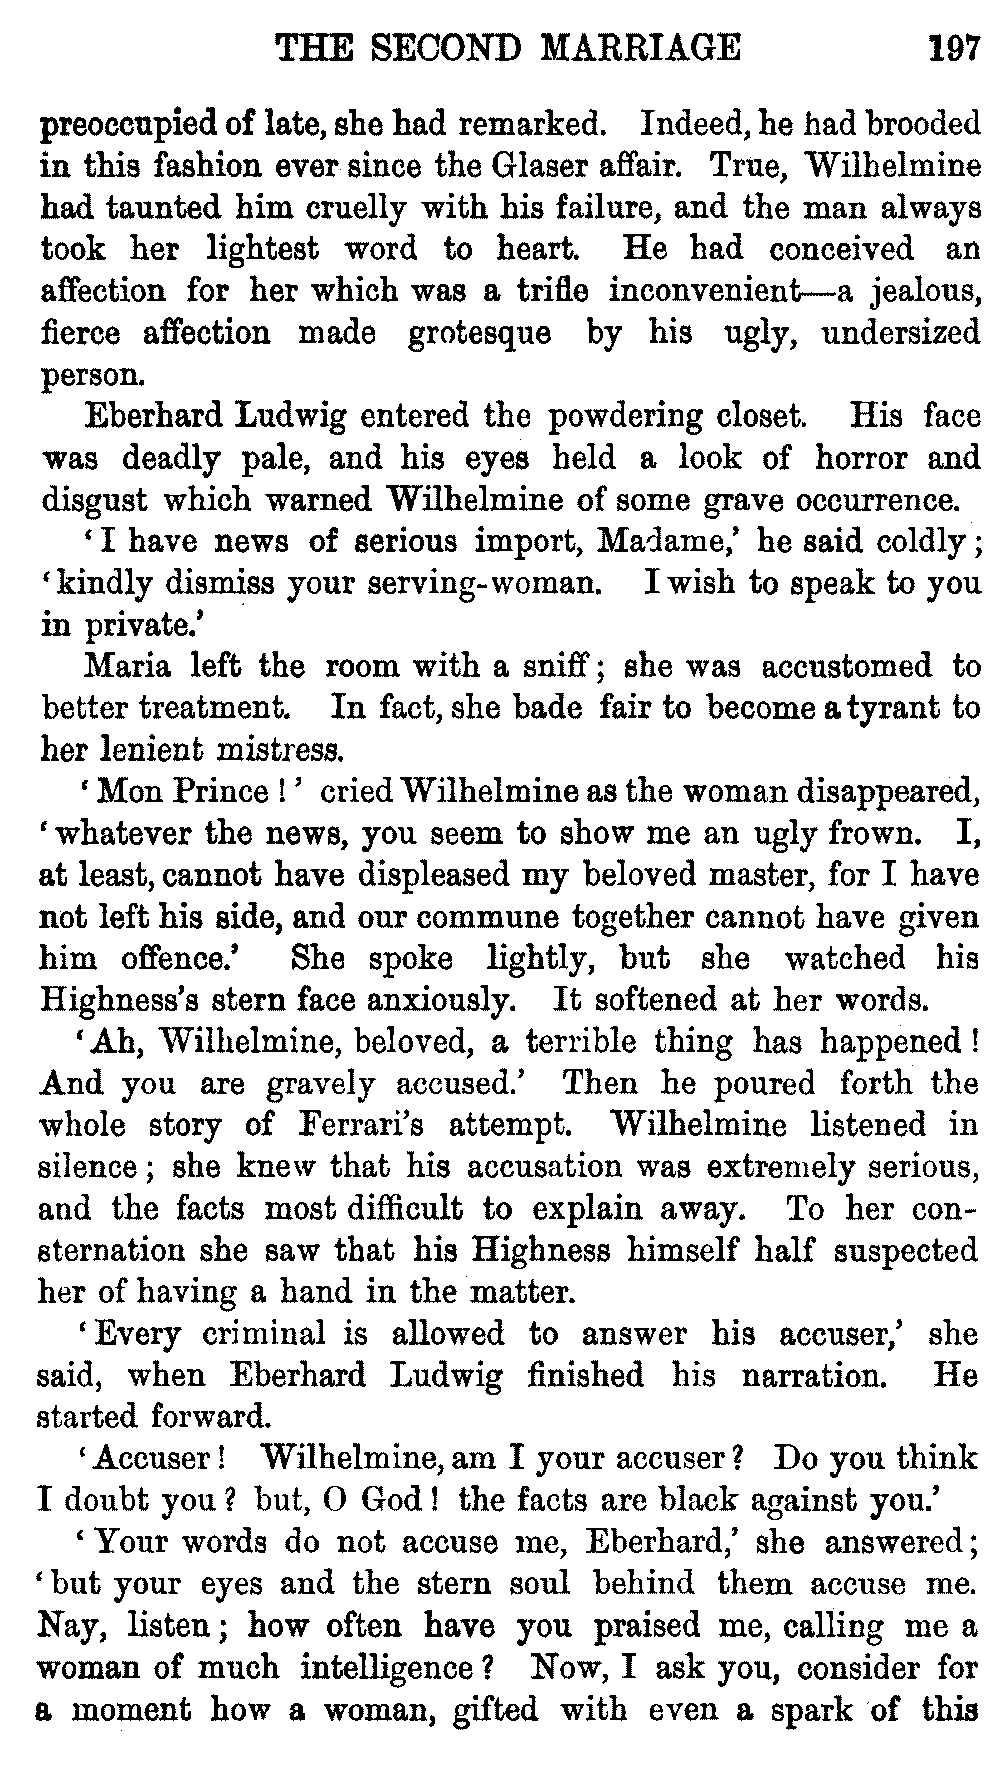 THE SECOND MARRIAGE 197
preoccupied of late, she had remarked. Indeed, he had brooded
in this fashion ever since the Glaser affair. True, Wilhelmine
had taunted him cruelly with his failure, and the man always
took her lightest word to heart. He had conceived an
affection for her which was a trifle inconvenient—a jealous,
fierce affection made grotesque by his ugly, undersized
person.
Eberhard Ludwig entered the powdering closet. His face
was deadly pale, and his eyes held a look of horror and
disgust which warned Wilhelmine of some grave occurrence.
‘I have news of serious import, Madame,’ he said coldly;
‘kindly dismiss your serving-woman. I wish to speak to you
in private.’
Maria left the room with a sniff; she was accustomed to
better treatment. In fact, she bade fair to become a tyrant to
her lenient mistress.
‘Mon Prince!’ cried Wilhelmine as the woman disappeared,
‘whatever the news, you seem to show me an ugly frown. I,
at least, cannot have displeased my beloved master, for I have
not left his side, and our commune together cannot have given
him offence.’ She spoke lightly, but she watched his
Highness's stern face anxiously. It softened at her words.
‘Ah, Wilhelmine, beloved, a terrible thing has happened!
And you are gravely accused.’ Then he poured forth the
whole story of Ferrari's attempt. Wilhelmine listened in
silence; she knew that his accusation was extremely serious,
and the facts most difficult to explain away. To her con-
sternation she saw that his Highness himself half suspected
her of having a hand in the matter.
‘Every criminal is allowed to answer his accuser,’ she
said, when Eberhard Ludwig finished his narration. He
started forward.
‘Accuser! Wilhelmine, am I your accuser? Do you think
I doubt you? but, O God! the facts are black against you.’
‘Your words do not accuse me, Eberhard,’ she answered;
‘but your eyes and the stern soul behind them accuse me.
Nay, listen; how often have you praised me, calling me a
woman of much intelligence? Now, I ask you, consider for
a moment how a woman, gifted with even a spark of this